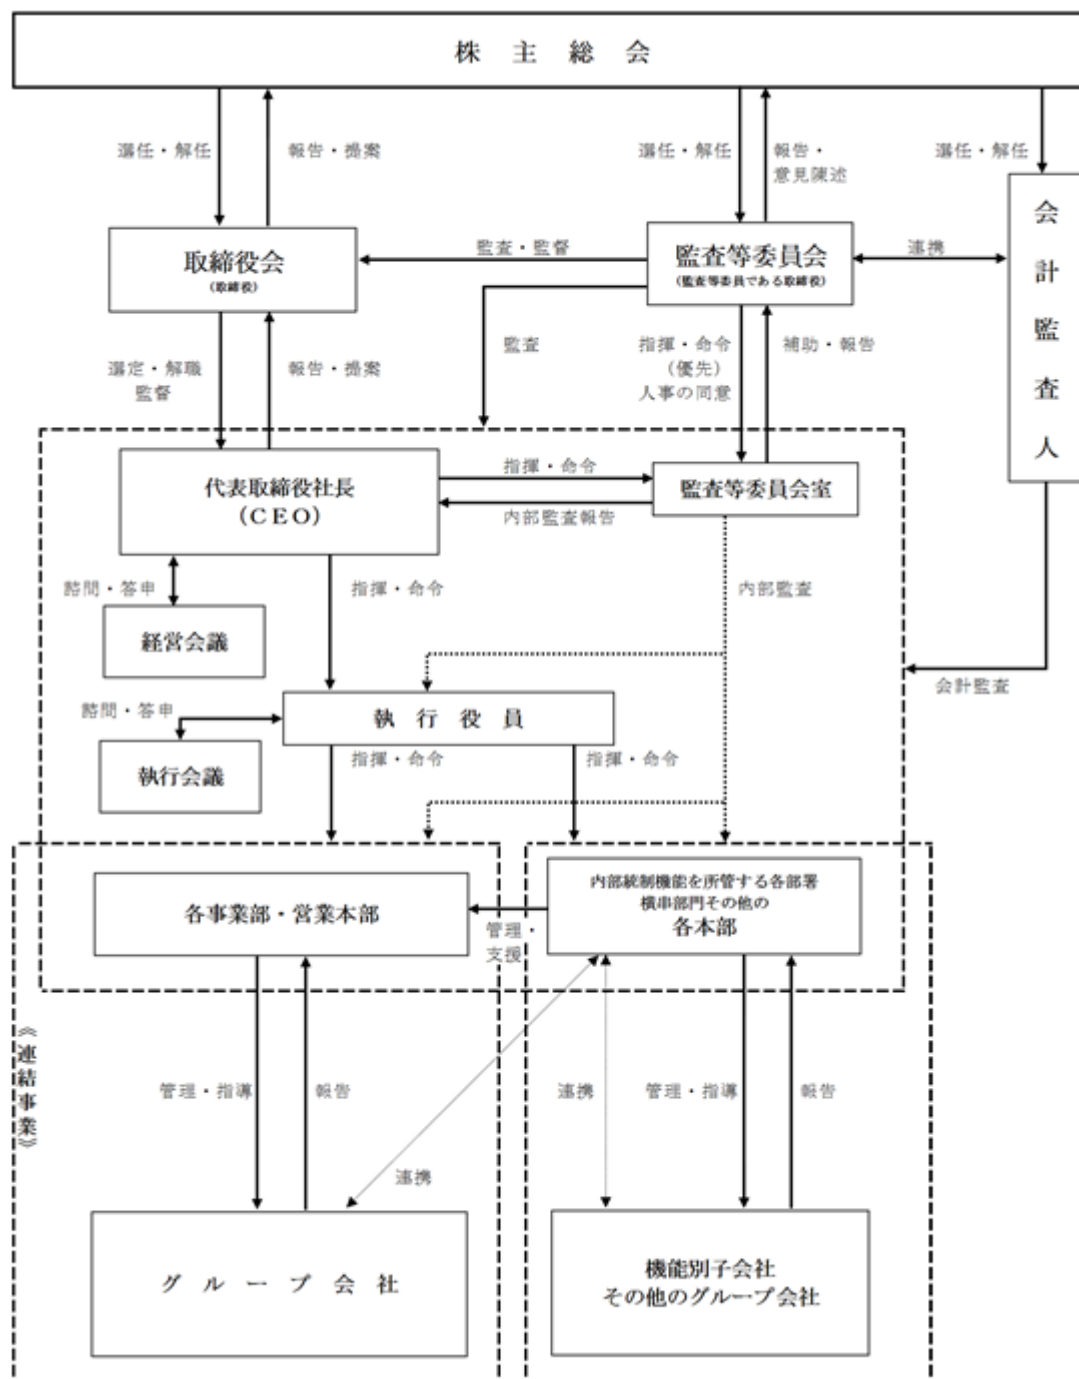 株主総会
選任・解任
報告・提案
選任・解任
報告・
意見陳述
選任・解任
取締役会
(取締役)
監査・監督
監査等委員会
(監査等委員である取締役)
連携
会計監査人
選定・解職
監督
報告・提案
監査
指揮・命令
(優先)
人事の同意
補助・報告
代表取締役社長
(CEO)
指揮・命令
内部監査報告
監査等委員会室
諮問・答申
指揮・命令
内部監査
経営会議
会計監査
諮問・答申
執行役員
執行会議
指揮・命令
指揮・命令
各事業部・営業本部
管理・
支援
内部統制機能を所管する各部署
横串部門その他の
各本部
《連結事業》
管理・指導
報告
連携
連携
管理・指導
報告
グループ会社
機能別子会社
その他のグループ会社